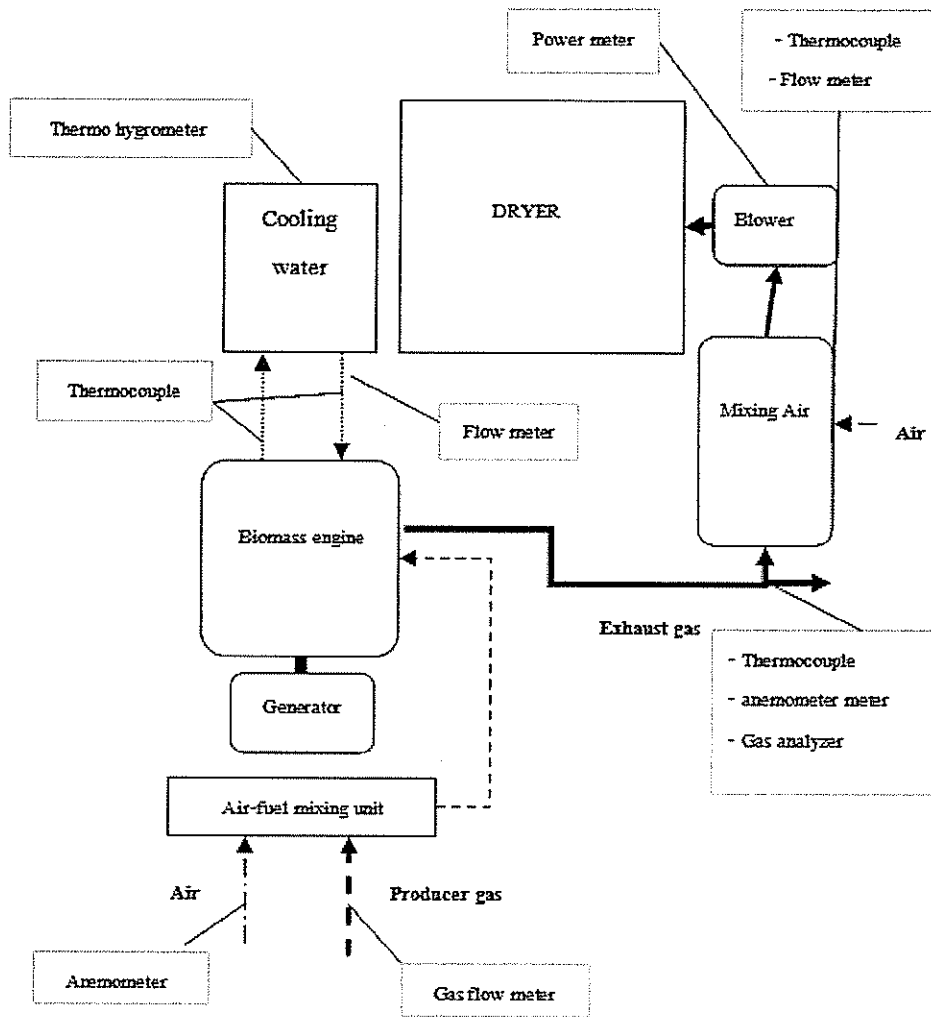 Power meter
- Thermocouple
- Flow meter
Thermo hygrometer
Cooling
water
DRYER
Blower
Thermocouple
Flow meter
Mixing Air
Air
Biomass engine
Exhaust gas
Generator
- Thermocouple
- anemometer meter
- Gas analyzer
Air-fuel mixing unit
Air
Producer gas
Anemometer
Gas flow meter